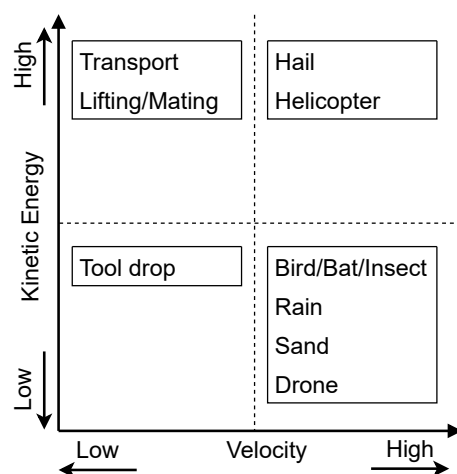 High
Transport
Lifting/Mating
Hail
Helicopter
Kinetic Energy
Tool drop
Bird/Bat/Insect
Rain
Sand
Drone
Low
Low
Velocity
High